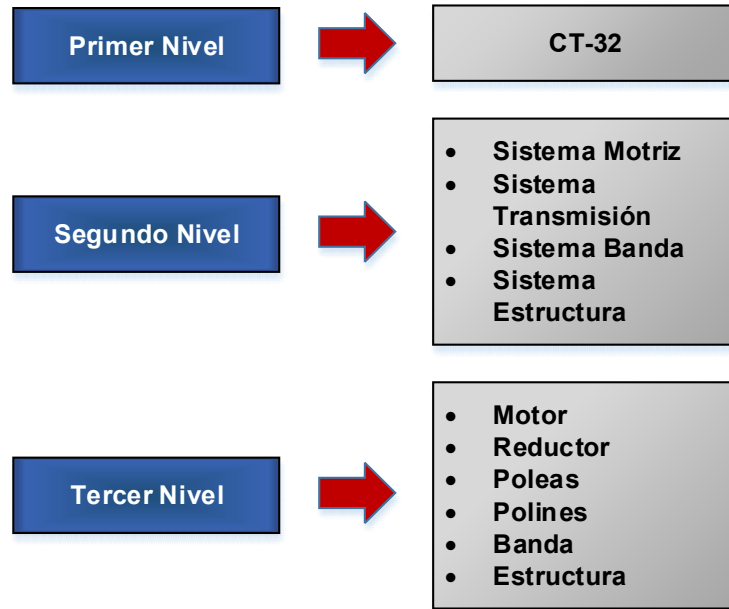 Primer Nivel
CT-32
Segundo Nivel
• Sistema Motriz
• Sistema
Transmisión
• Sistema Banda
• Sistema
Estructura
Tercer Nivel
• Motor
• Reductor
• Poleas
• Polines
• Banda
• Estructura